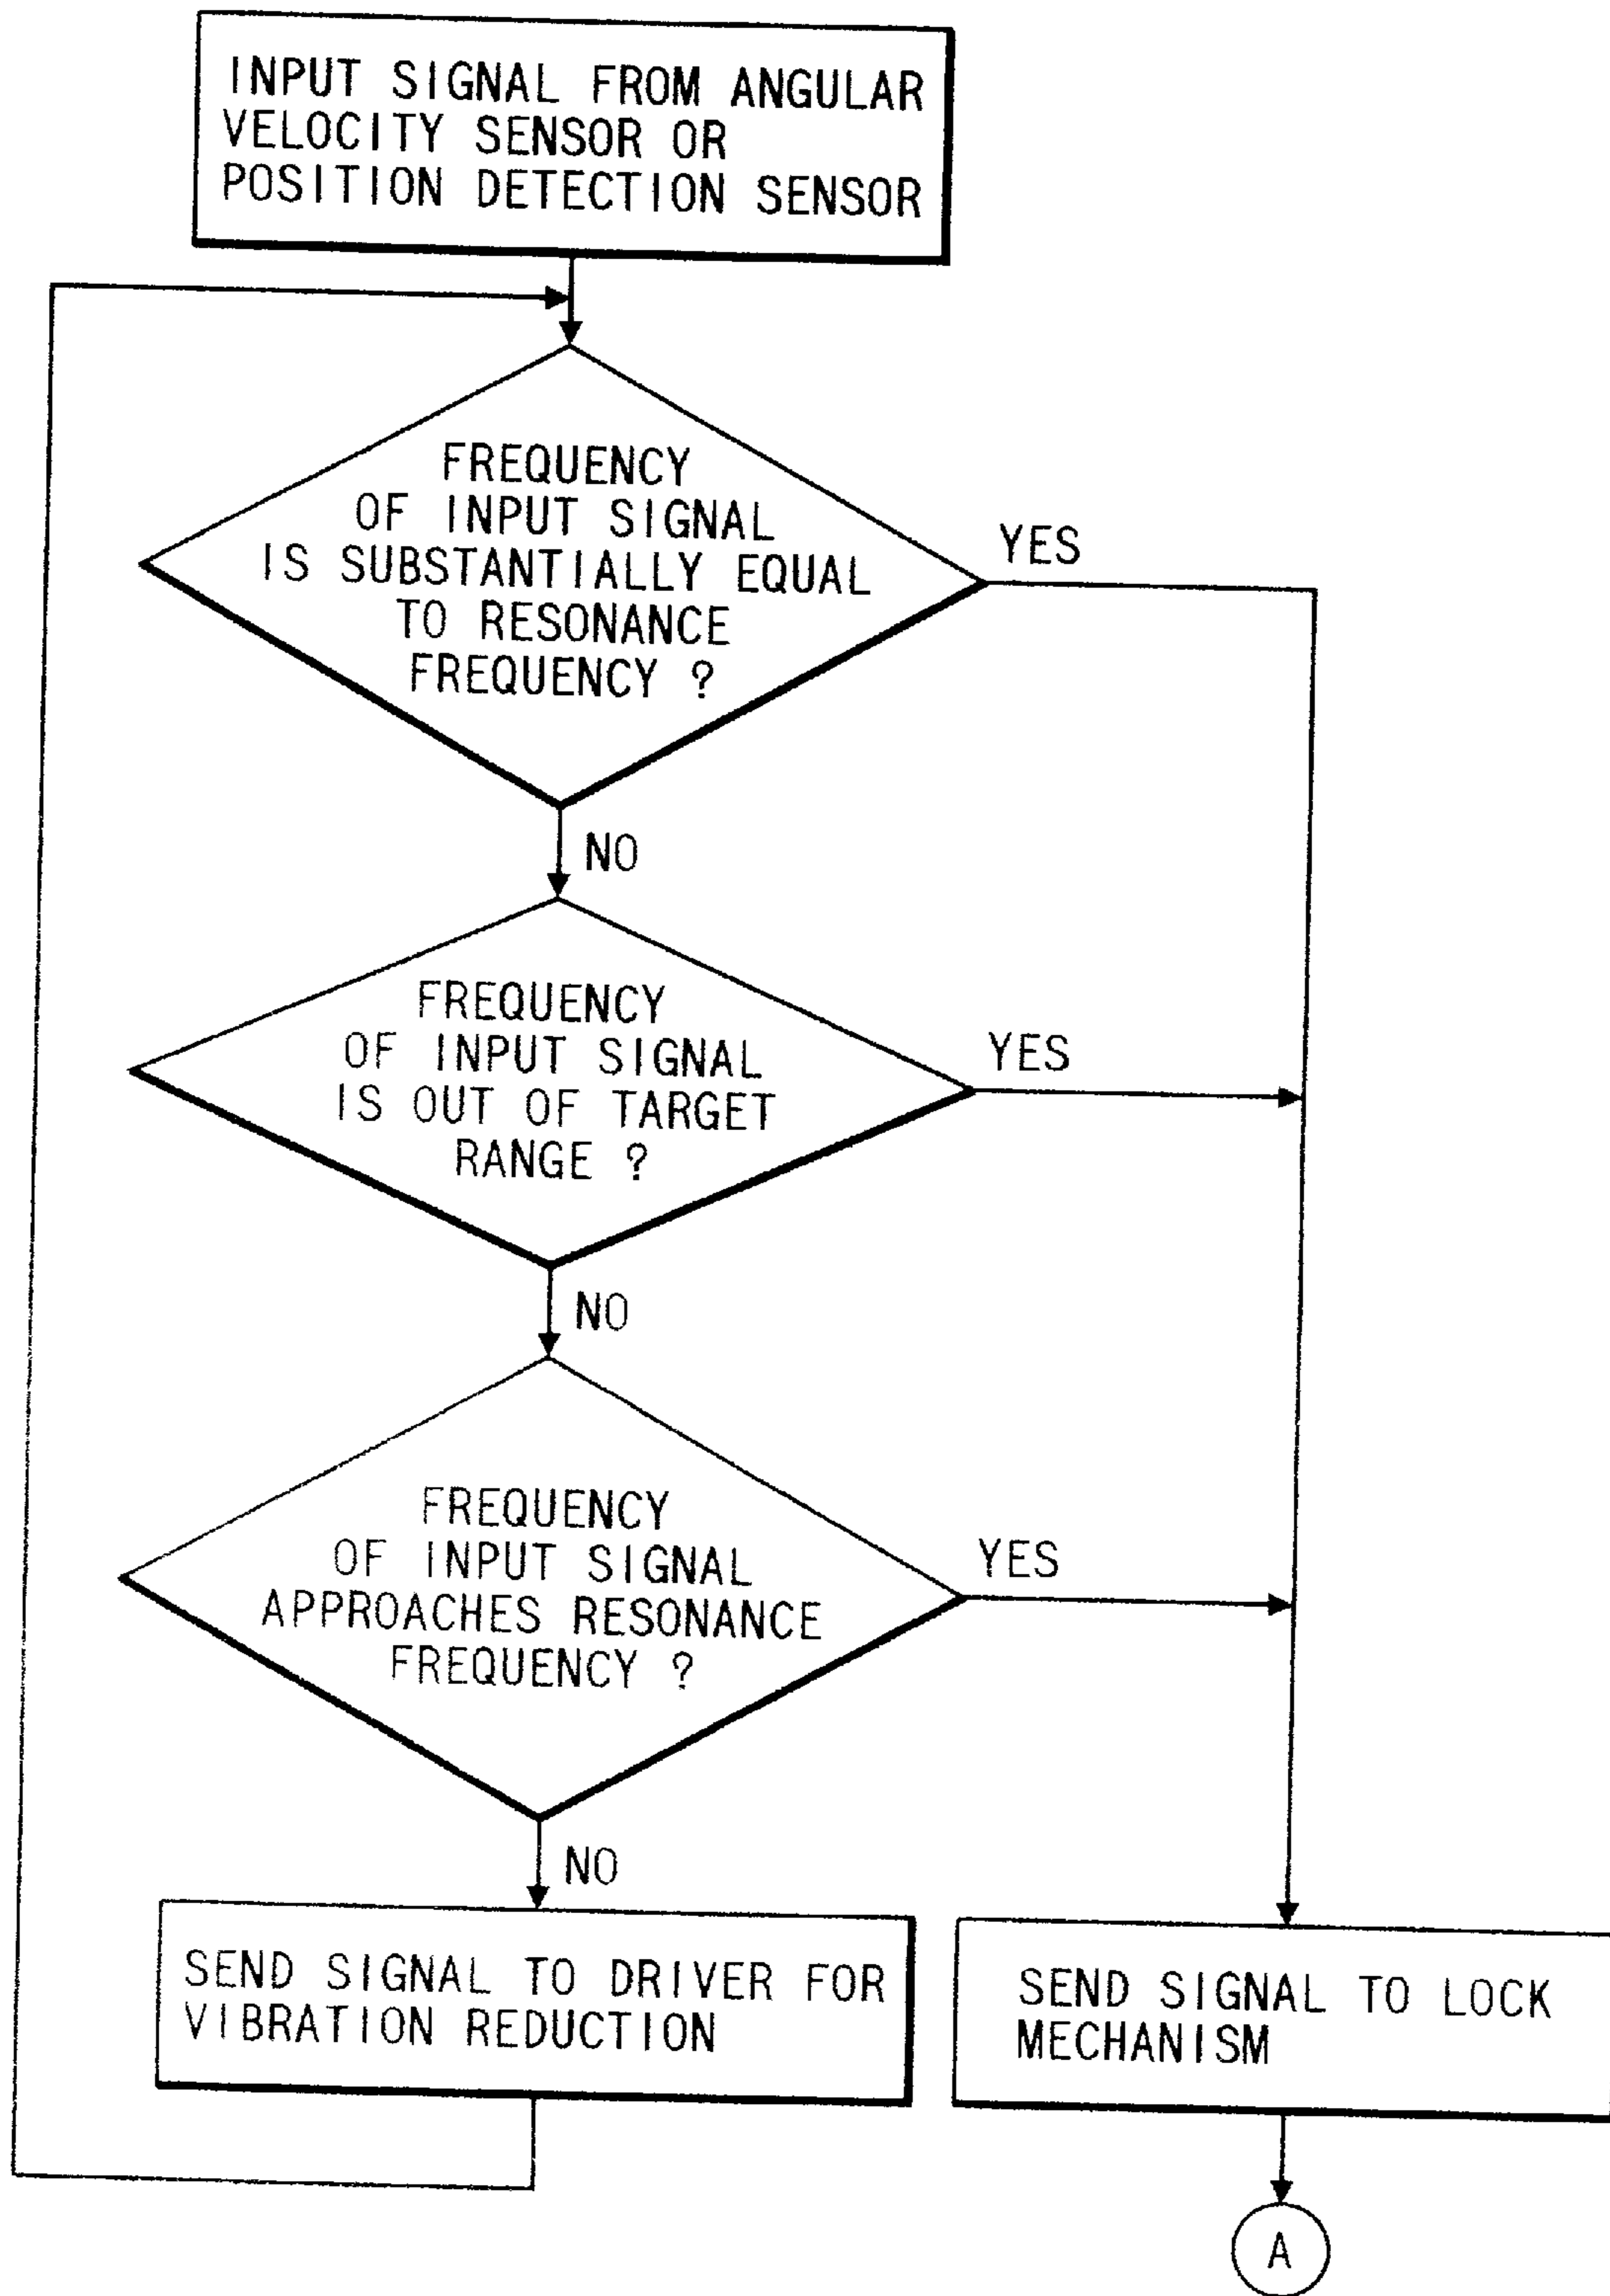 INPUT SIGNAL FROM ANGULAR
VELOCITY SENSOR OR
POSITION DETECTION SENSOR
FREQUENCY
OF INPUT SIGNAL
IS SUBSTANTIALLY EQUAL
TO RESONANCE
FREQUENCY ?
YES
NO
FREQUENCY
OF INPUT SIGNAL
IS OUT OF TARGET
RANGE ?
YES
NO
FREQUENCY
OF INPUT SIGNAL
APPROACHES RESONANCE
FREQUENCY ?
YES
NO
SEND SIGNAL TO DRIVER FOR
VIBRATION REDUCTION
SEND SIGNAL TO LOCK
MECHANISM
A